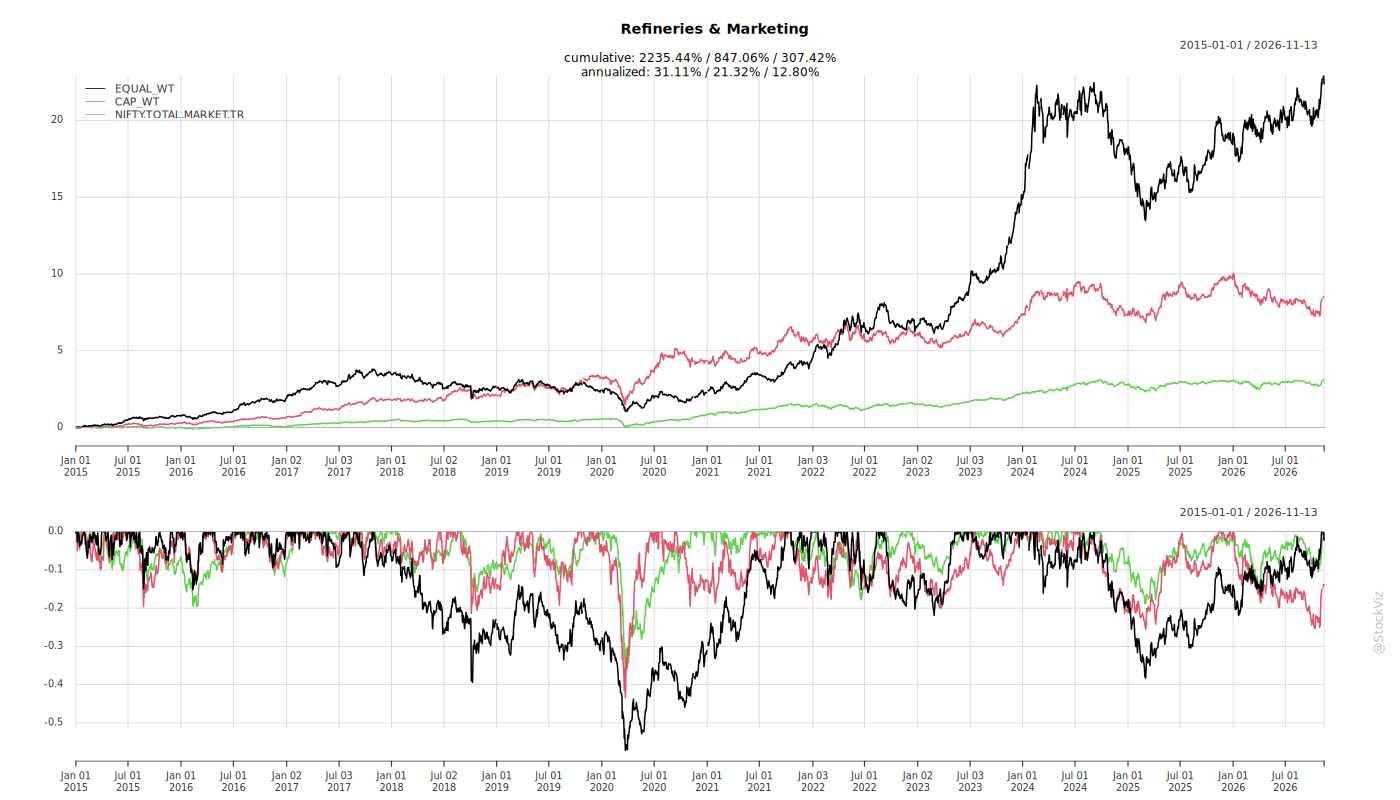 Refineries & Marketing
2015-01-01 / 2026-11-13
cumulative: 2235.44% / 847.06% / 307.42%
annualized: 31.11% / 21.32% / 12.80%
EQUAL_WT
CAP_WT
NIFTY.TOTAL.MARKET.TR
20
15
10
5
0
Jan 01 Jul 01 Jan 01 Jul 01 Jan 02 Jul 03 Jan 01 Jul 02 Jan 01 Jul 01 Jan 01 Jul 01 Jan 01 Jul 01 Jan 03 Jul 01 Jan 02 Jul 03 Jan 01 Jul 01 Jan 01 Jul 01 Jan 01 Jul 01
2015 2015 2016 2016 2017 2017 2018 2018 2019 2019 2020 2020 2021 2021 2022 2022 2023 2023 2024 2024 2025 2025 2026 2026
2015-01-01 / 2026-11-13
0.0
-0.1
-0.2
-0.3
-0.4
-0.5
Jan 01 Jul 01 Jan 01 Jul 01 Jan 02 Jul 03 Jan 01 Jul 02 Jan 01 Jul 01 Jan 01 Jul 01 Jan 01 Jul 01 Jan 03 Jul 01 Jan 02 Jul 03 Jan 01 Jul 01 Jan 01 Jul 01 Jan 01 Jul 01
2015 2015 2016 2016 2017 2017 2018 2018 2019 2019 2020 2020 2021 2021 2022 2022 2023 2023 2024 2024 2025 2025 2026 2026
@StockViz